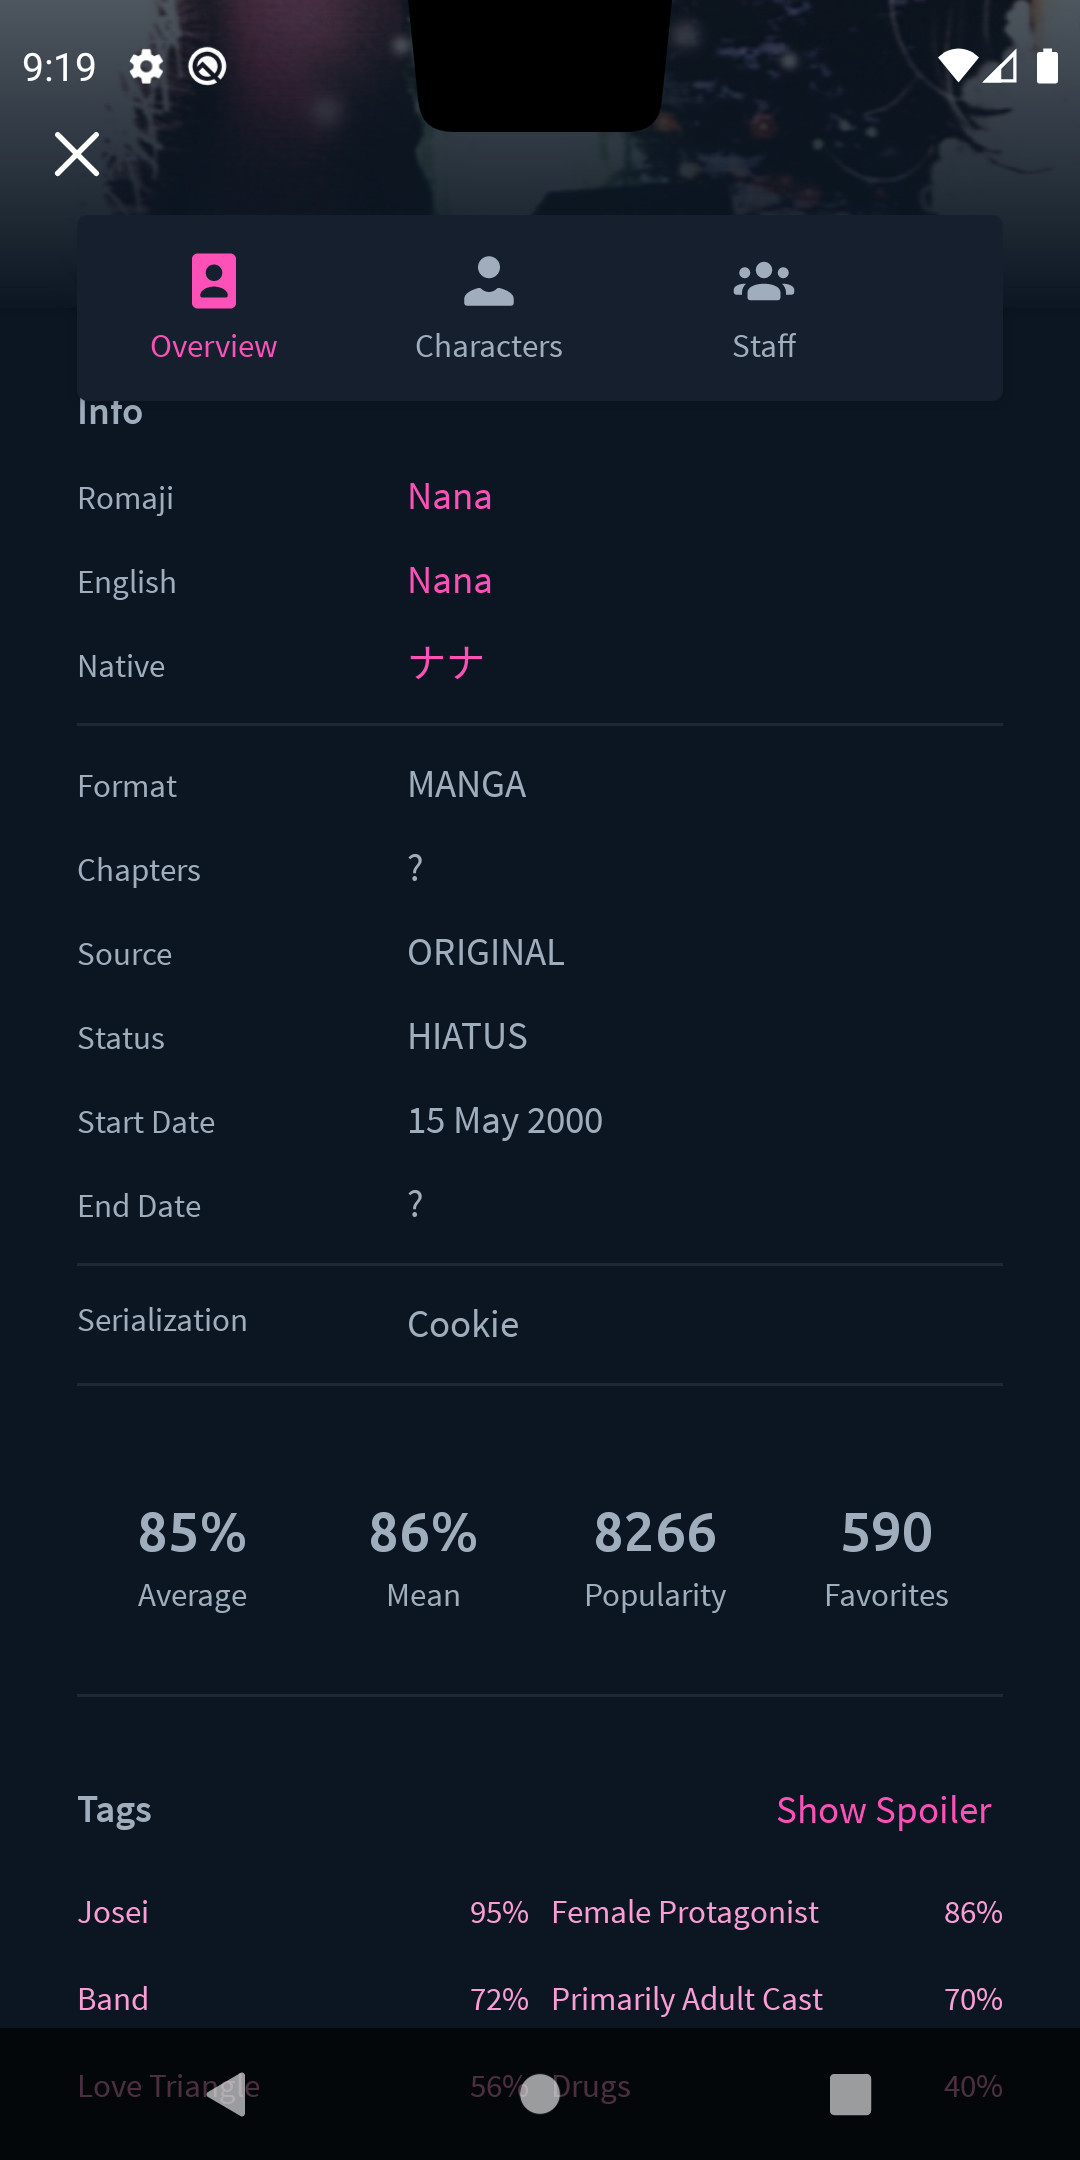 9:19
Overview Characters Staff
Info
Romaji Nana
English Nana
Native ナナ
Format MANGA
Chapters ?
Source ORIGINAL
Status HIATUS
Start Date 15 May 2000
End Date ?
Serialization Cookie
85% 86% 8266 590
Average Mean Popularity Favorites
Tags Show Spoiler
Josei 95% Female Protagonist 86%
Band 72% Primarily Adult Cast 70%
Love Triangle 56% Drugs 40%